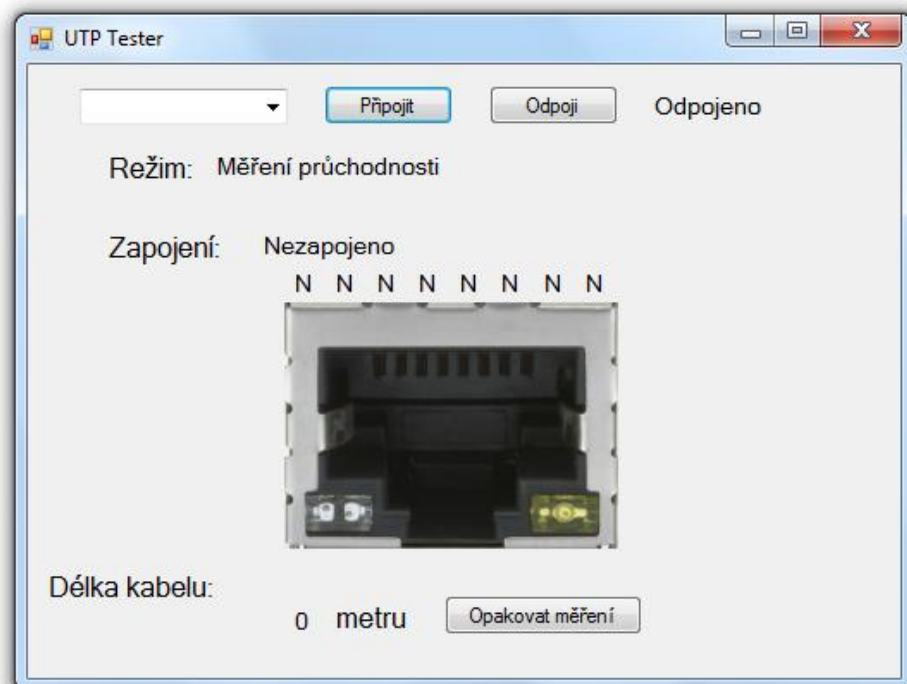 UTP Tester
Připojit Odpoji Odpojeno
Režim: Měření průchodnosti
Zapojení: Nezapojeno
N N N N N N N N
Délka kabelu:
0 metru Opakovat měření